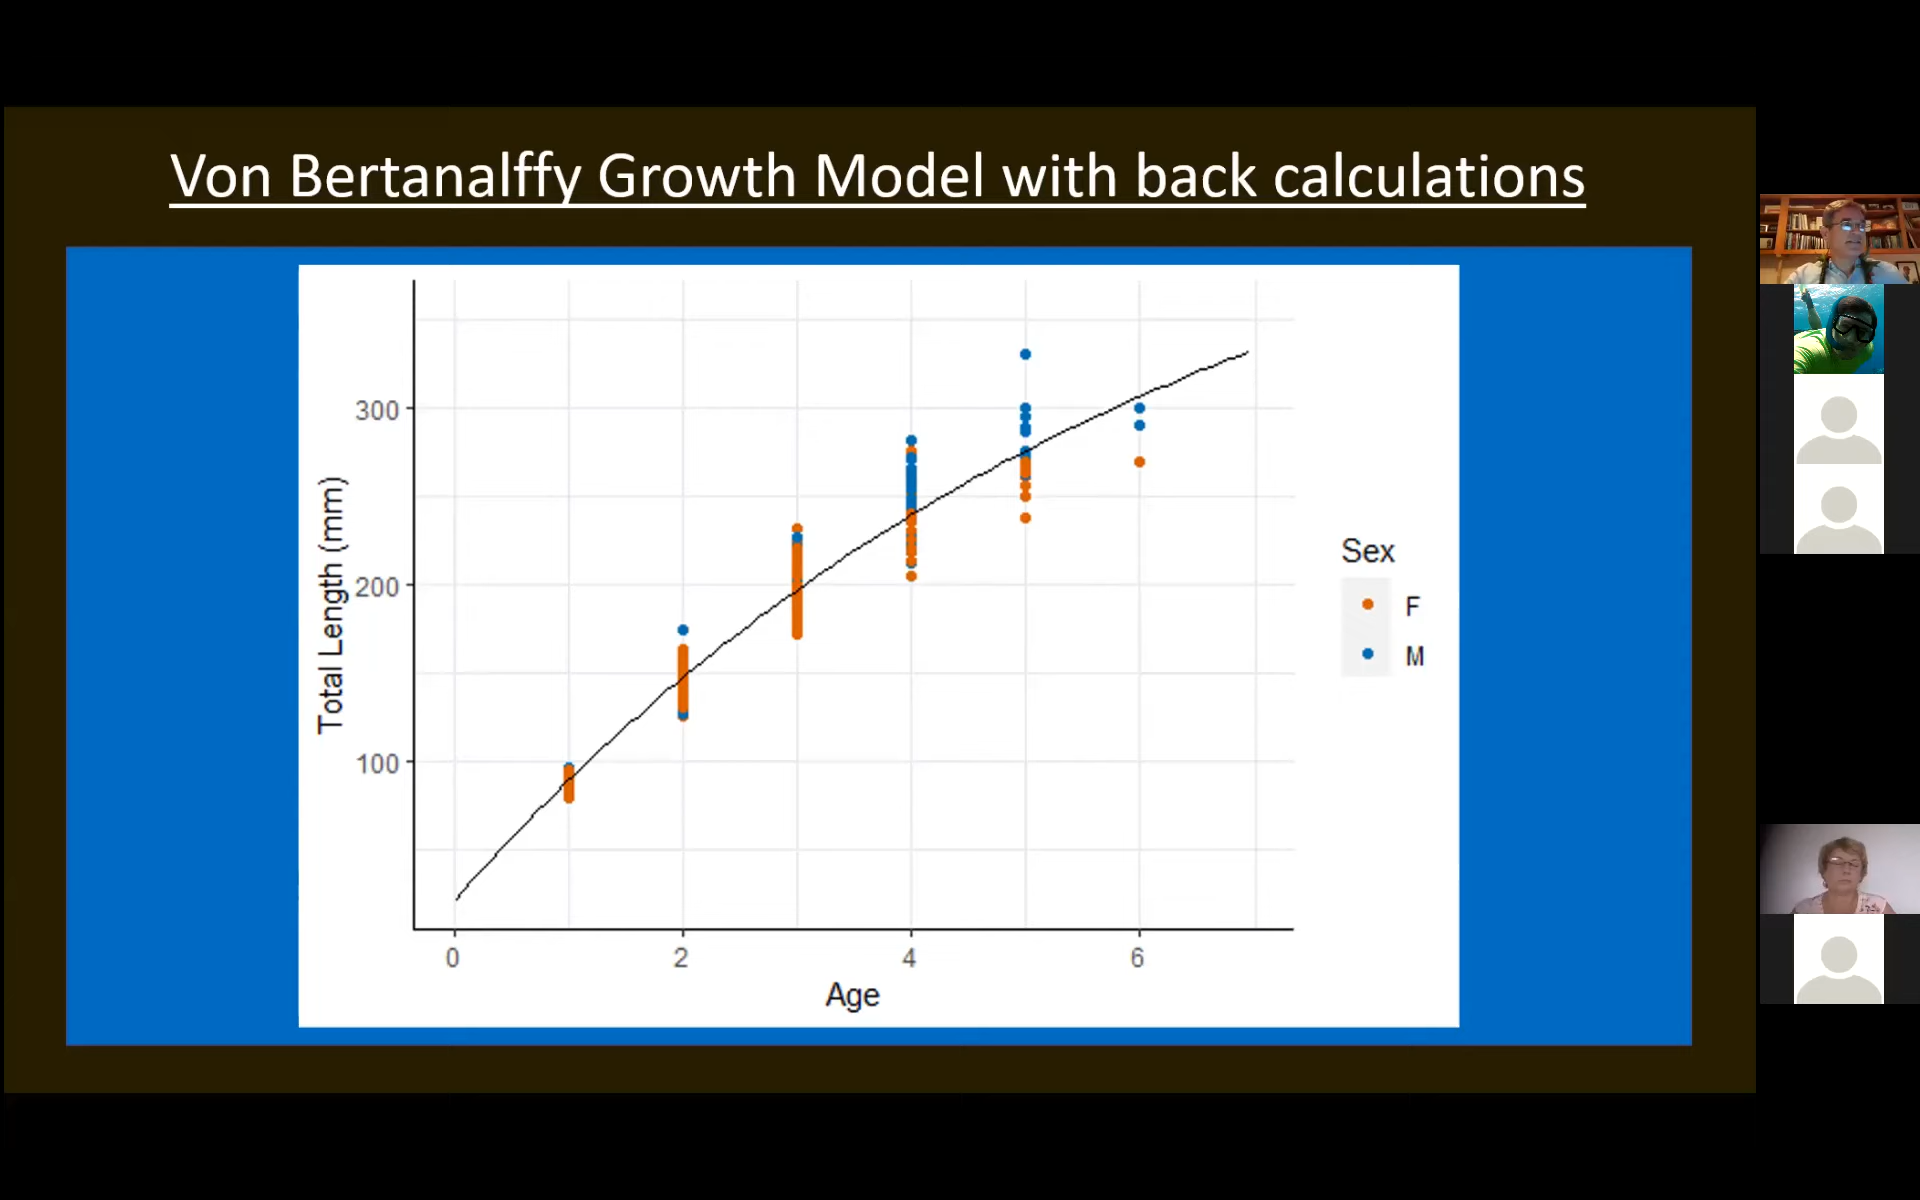 Von Bertanalffy Growth Model with back calculations
300
200
100
Total Length (mm)
0
2
4
6
Age
Sex
F
M